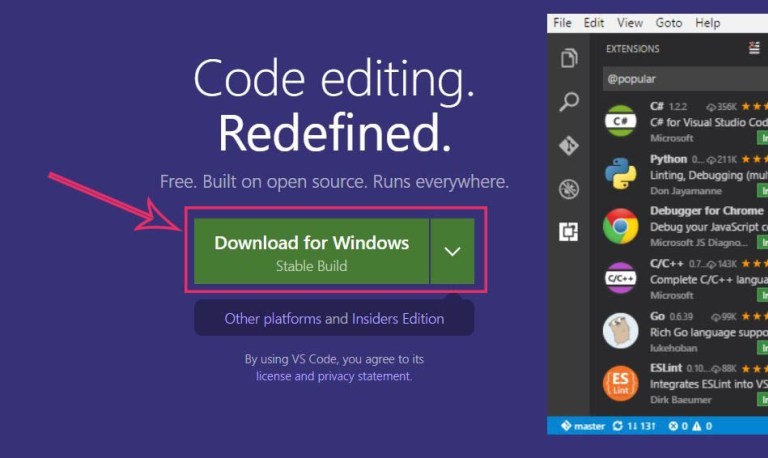 Code editing.
Redefined.
Free. Built on open source. Runs everywhere.
Download for Windows
Stable Build
Other platforms and Insiders Edition
By using VS Code, you agree to its
license and privacy statement.
File Edit View Goto Help
EXTENSIONS
@popular
C# 1.2.2 356K
C# for Visual Studio Cod
Microsoft
Python 0... 211K
Linting, Debugging (mul
Don Jayamanne
Debugger for Chrome
Debug your JavaScript c
Microsoft JS Diagno...
C/C++ 0.7... 143K
Complete C/C++ langua
Microsoft
Go 0.6.39 99K
Rich Go language suppo
lukehoban
ESLint 0.10... 88K
Integrates ESLint into VS
Dirk Baeumer
master 1↓ 13↑ 0 0